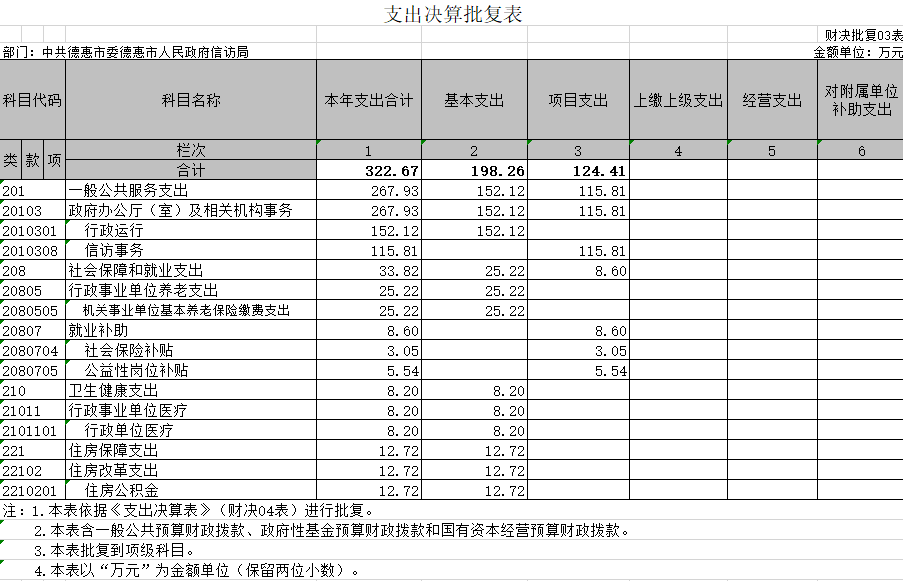 支出决算批复表
财决批复03表
部门：中共德惠市委德惠市人民政府信访局 金额单位：万元
科目代码 科目名称 本年支出合计 基本支出 项目支出 上缴上级支出 经营支出 对附属单位补助支出
类 款 项 栏次 1 2 3 4 5 6
合计 322.67 198.26 124.41
201 一般公共服务支出 267.93 152.12 115.81
20103 政府办公厅（室）及相关机构事务 267.93 152.12 115.81
2010301 行政运行 152.12 152.12
2010308 信访事务 115.81 115.81
208 社会保障和就业支出 33.82 25.22 8.60
20805 行政事业单位养老支出 25.22 25.22
2080505 机关事业单位基本养老保险缴费支出 25.22 25.22
20807 就业补助 8.60 8.60
2080704 社会保险补贴 3.05 3.05
2080705 公益性岗位补贴 5.54 5.54
210 卫生健康支出 8.20 8.20
21011 行政事业单位医疗 8.20 8.20
2101101 行政单位医疗 8.20 8.20
221 住房保障支出 12.72 12.72
22102 住房改革支出 12.72 12.72
2210201 住房公积金 12.72 12.72
注：1.本表依据《支出决算表》（财决04表）进行批复。
2.本表含一般公共预算财政拨款、政府性基金预算财政拨款和国有资本经营预算财政拨款。
3.本表批复到项级科目。
4.本表以“万元”为金额单位（保留两位小数）。